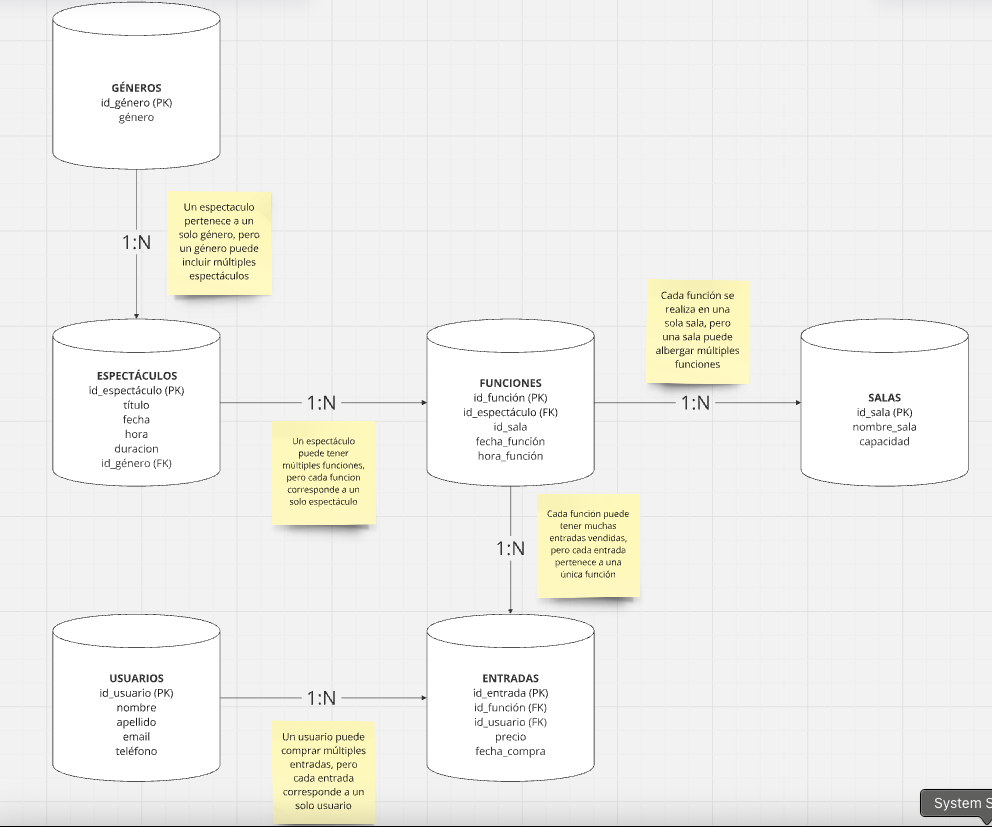 GÉNEROS
id_género (PK)
género
1:N
Un espectaculo
pertenece a un
solo género, pero
un género puede
incluir múltiples
espectáculos
ESPECTÁCULOS
id_espectáculo (PK)
título
fecha
hora
duracion
id_género (FK)
1:N
Un espectáculo
puede tener
múltiples funciones,
pero cada funcion
corresponde a un
solo espectáculo
FUNCIONES
id_función (PK)
id_espectáculo (FK)
id_sala
fecha_función
hora_función
Cada función se
realiza en una
sola sala, pero
una sala puede
albergar múltiples
funciones
1:N
SALAS
id_sala (PK)
nombre_sala
capacidad
1:N
Cada funcion puede
tener muchas
entradas vendidas,
pero cada entrada
pertenece a una
única función
USUARIOS
id_usuario (PK)
nombre
apellido
email
teléfono
1:N
Un usuario puede
comprar múltiples
entradas, pero
cada entrada
corresponde a un
solo usuario
ENTRADAS
id_entrada (PK)
id_función (FK)
id_usuario (FK)
precio
fecha_compra
System S